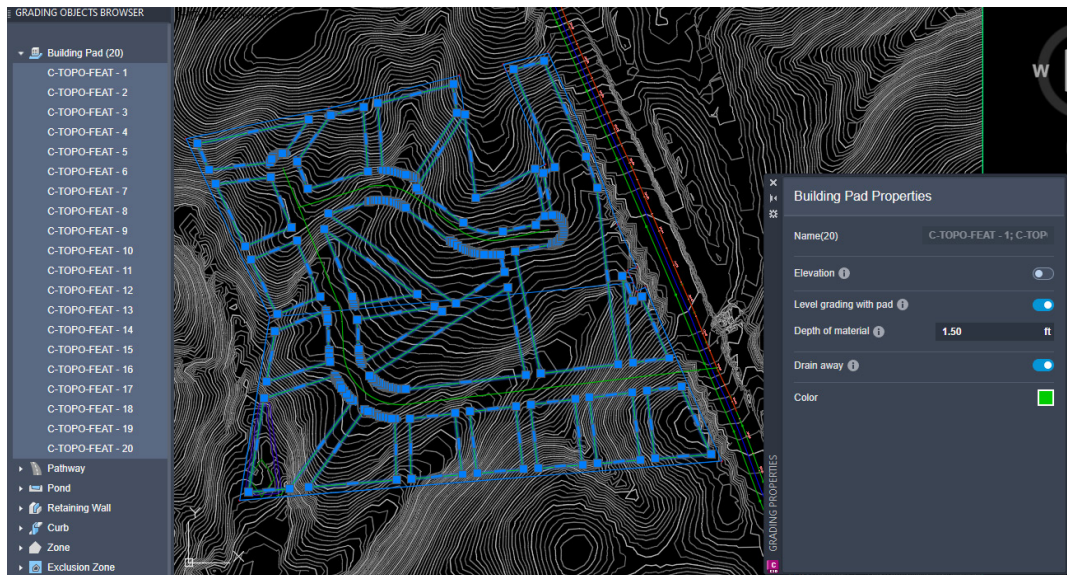 GRADING OBJECTS BROWSER
Building Pad (20)
C-TOPO-FEAT - 1
C-TOPO-FEAT - 2
C-TOPO-FEAT - 3
C-TOPO-FEAT - 4
C-TOPO-FEAT - 5
C-TOPO-FEAT - 6
C-TOPO-FEAT - 7
C-TOPO-FEAT - 8
C-TOPO-FEAT - 9
C-TOPO-FEAT - 10
C-TOPO-FEAT - 11
C-TOPO-FEAT - 12
C-TOPO-FEAT - 13
C-TOPO-FEAT - 14
C-TOPO-FEAT - 15
C-TOPO-FEAT - 16
C-TOPO-FEAT - 17
C-TOPO-FEAT - 18
C-TOPO-FEAT - 19
C-TOPO-FEAT - 20
Pathway
Pond
Retaining Wall
Curb
Zone
Exclusion Zone
Y
X
W
Building Pad Properties
Name(20) C-TOPO-FEAT - 1; C-TOP
Elevation
Level grading with pad
Depth of material 1.50 ft
Drain away
Color
GRADING PROPERTIES